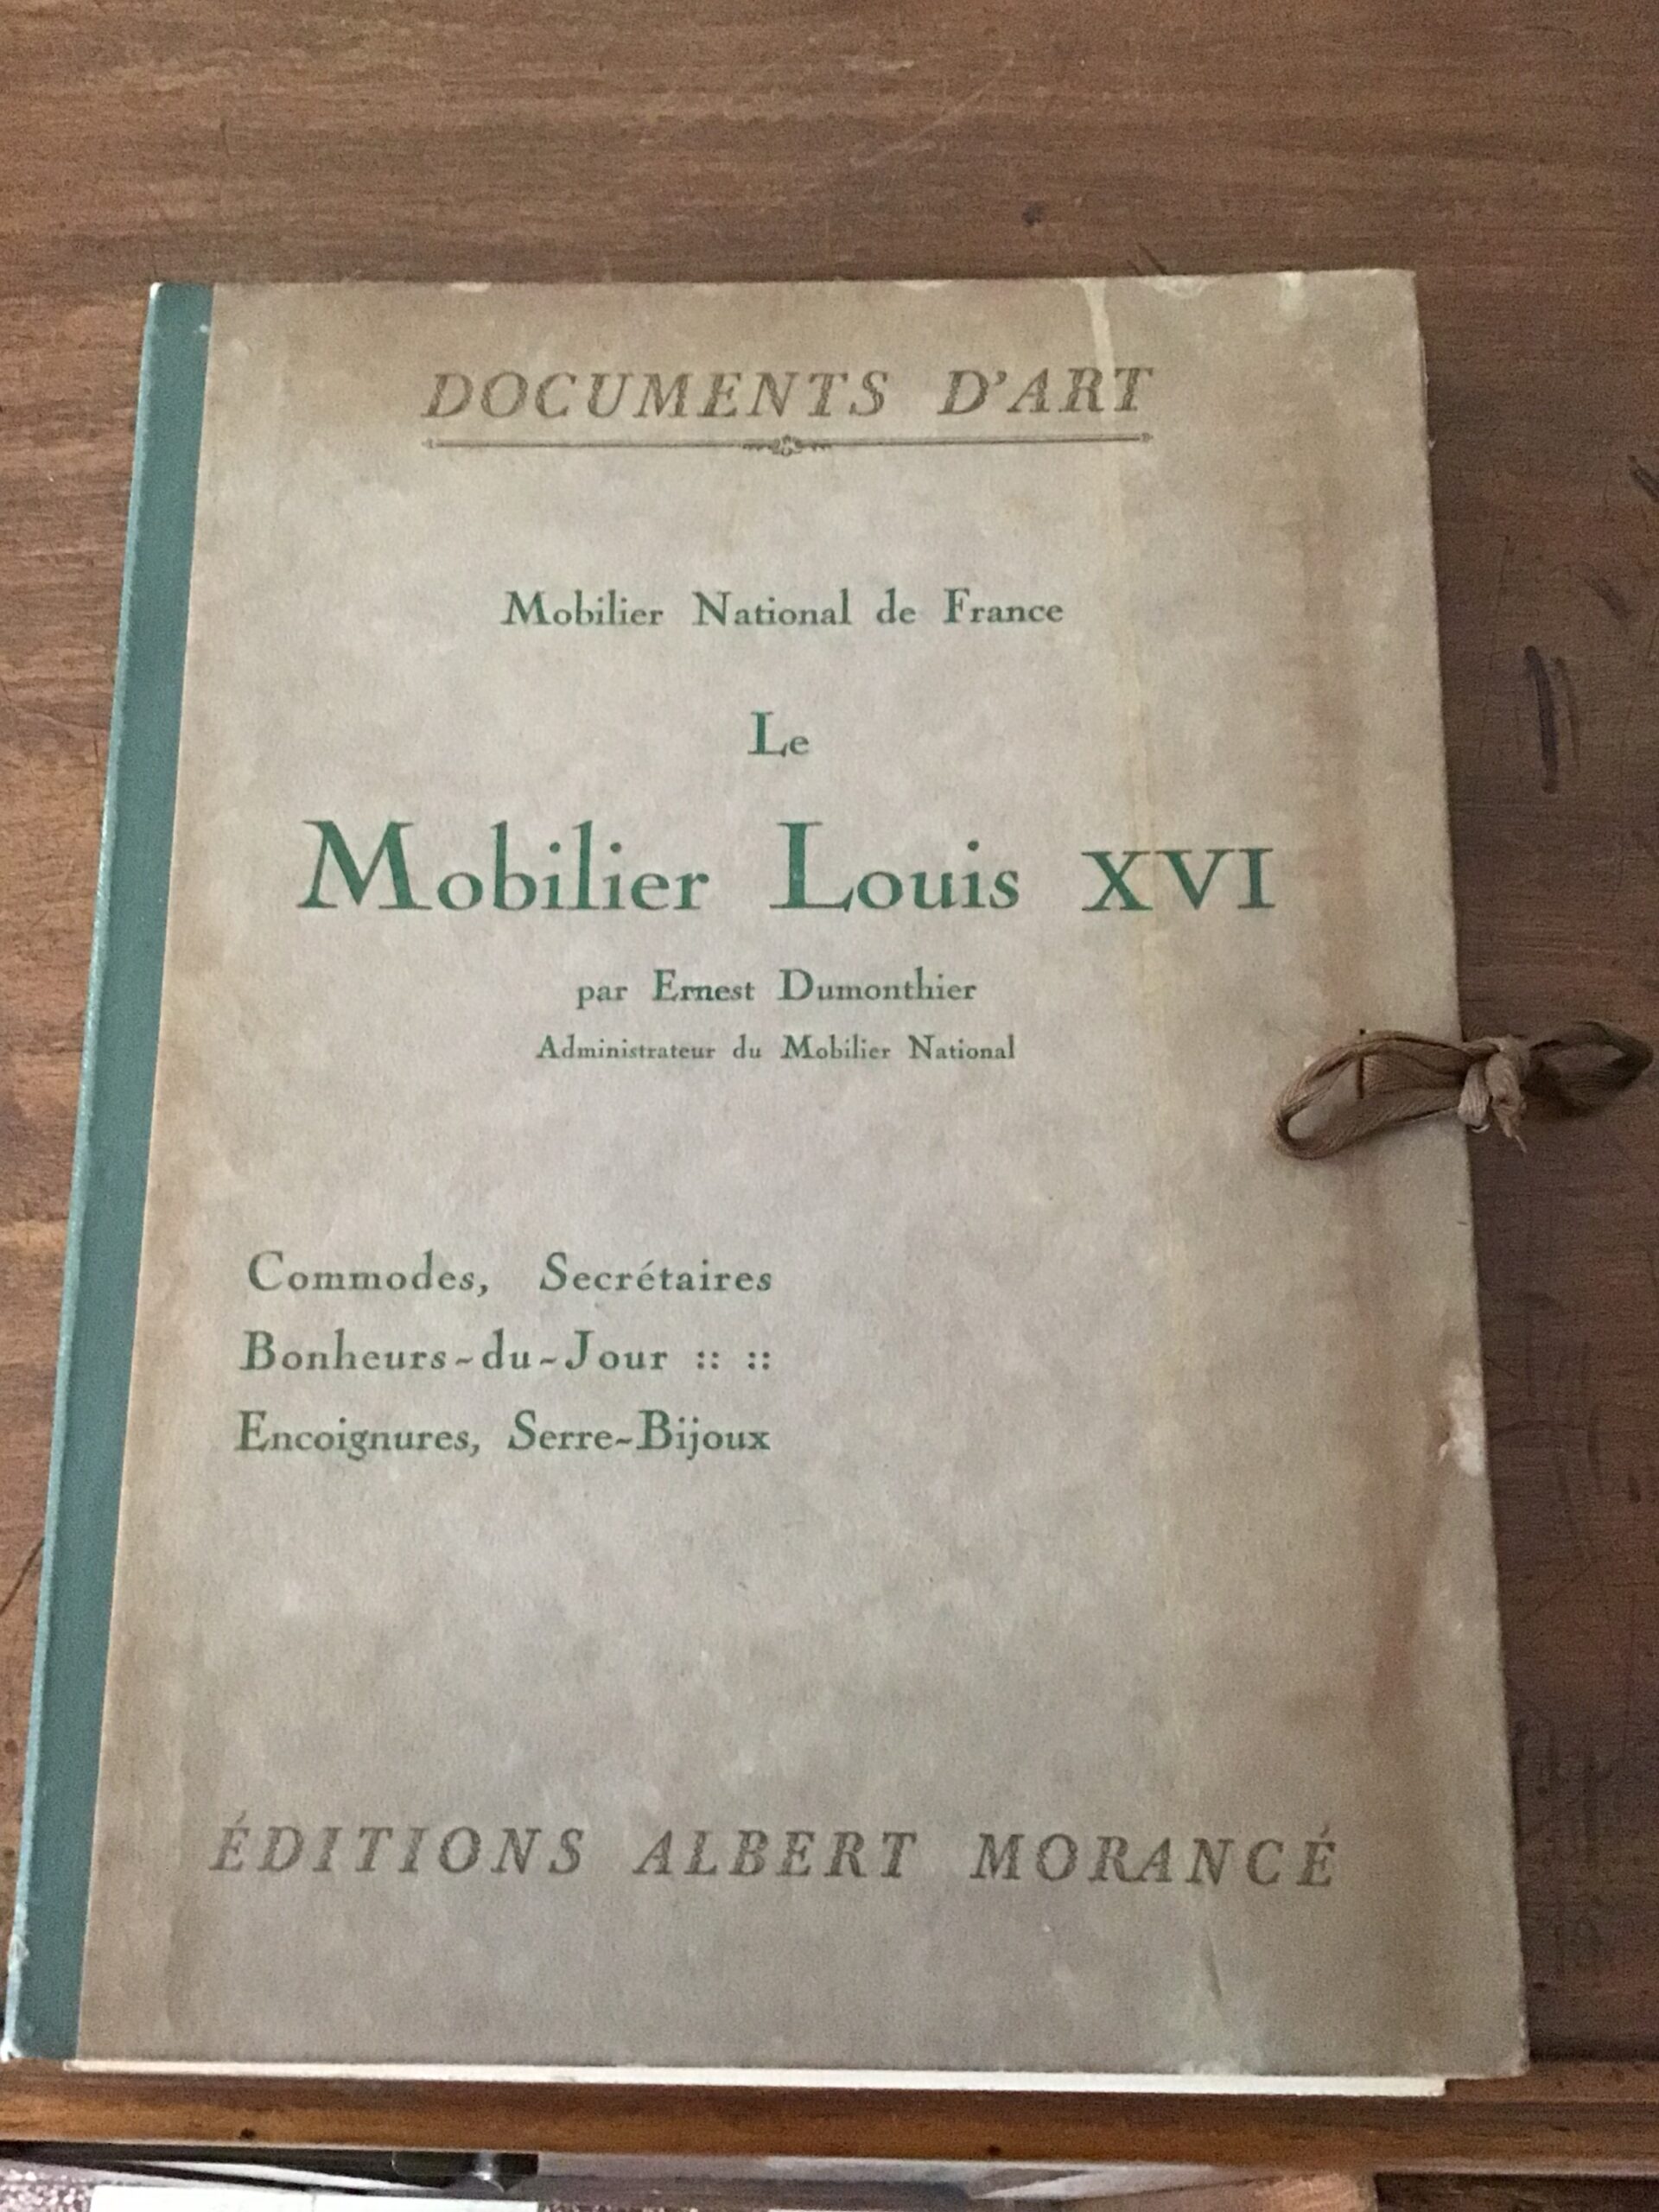 DOCUMENTS D'ART
Mobilier National de France
Le
Mobilier Louis XVI
par Ernest Dumonthier
Administrateur du Mobilier National
Commodes, Secrétaires
Bonheurs-du-Jour :: ::
Encoignures, Serre-Bijoux
ÉDITIONS ALBERT MORANCÉ